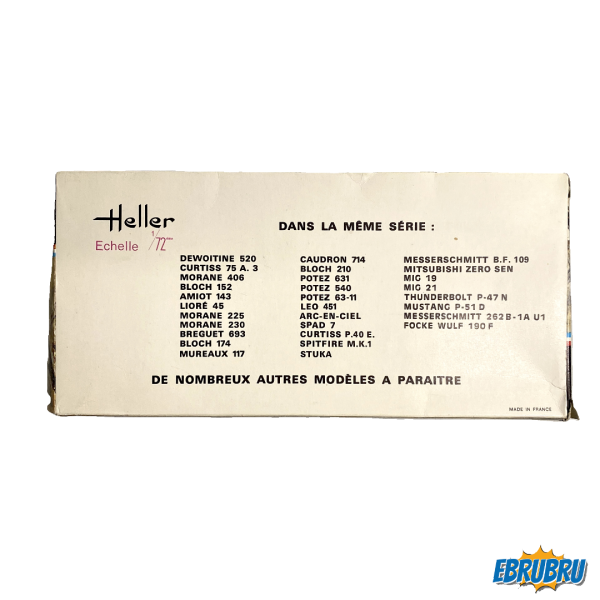 Heller
Echelle 1/72ème
DANS LA MÊME SÉRIE :
DEWOITINE 520
CURTISS 75 A. 3
MORANE 406
BLOCH 152
AMIOT 143
LIORÉ 45
MORANE 225
MORANE 230
BREGUET 693
BLOCH 174
MUREAUX 117
CAUDRON 714
BLOCH 210
POTEZ 631
POTEZ 540
POTEZ 63-11
LEO 451
ARC-EN-CIEL
SPAD 7
CURTISS P.40 E.
SPITFIRE M.K.1
STUKA
MESSERSCHMITT B.F. 109
MITSUBISHI ZERO SEN
MIG 19
MIG 21
THUNDERBOLT P-47 N
MUSTANG P-51 D
MESSERSCHMITT 262 B-1A U1
FOCKE WULF 190 F
DE NOMBREUX AUTRES MODÈLES A PARAITRE
MADE IN FRANCE
EBRUBRU